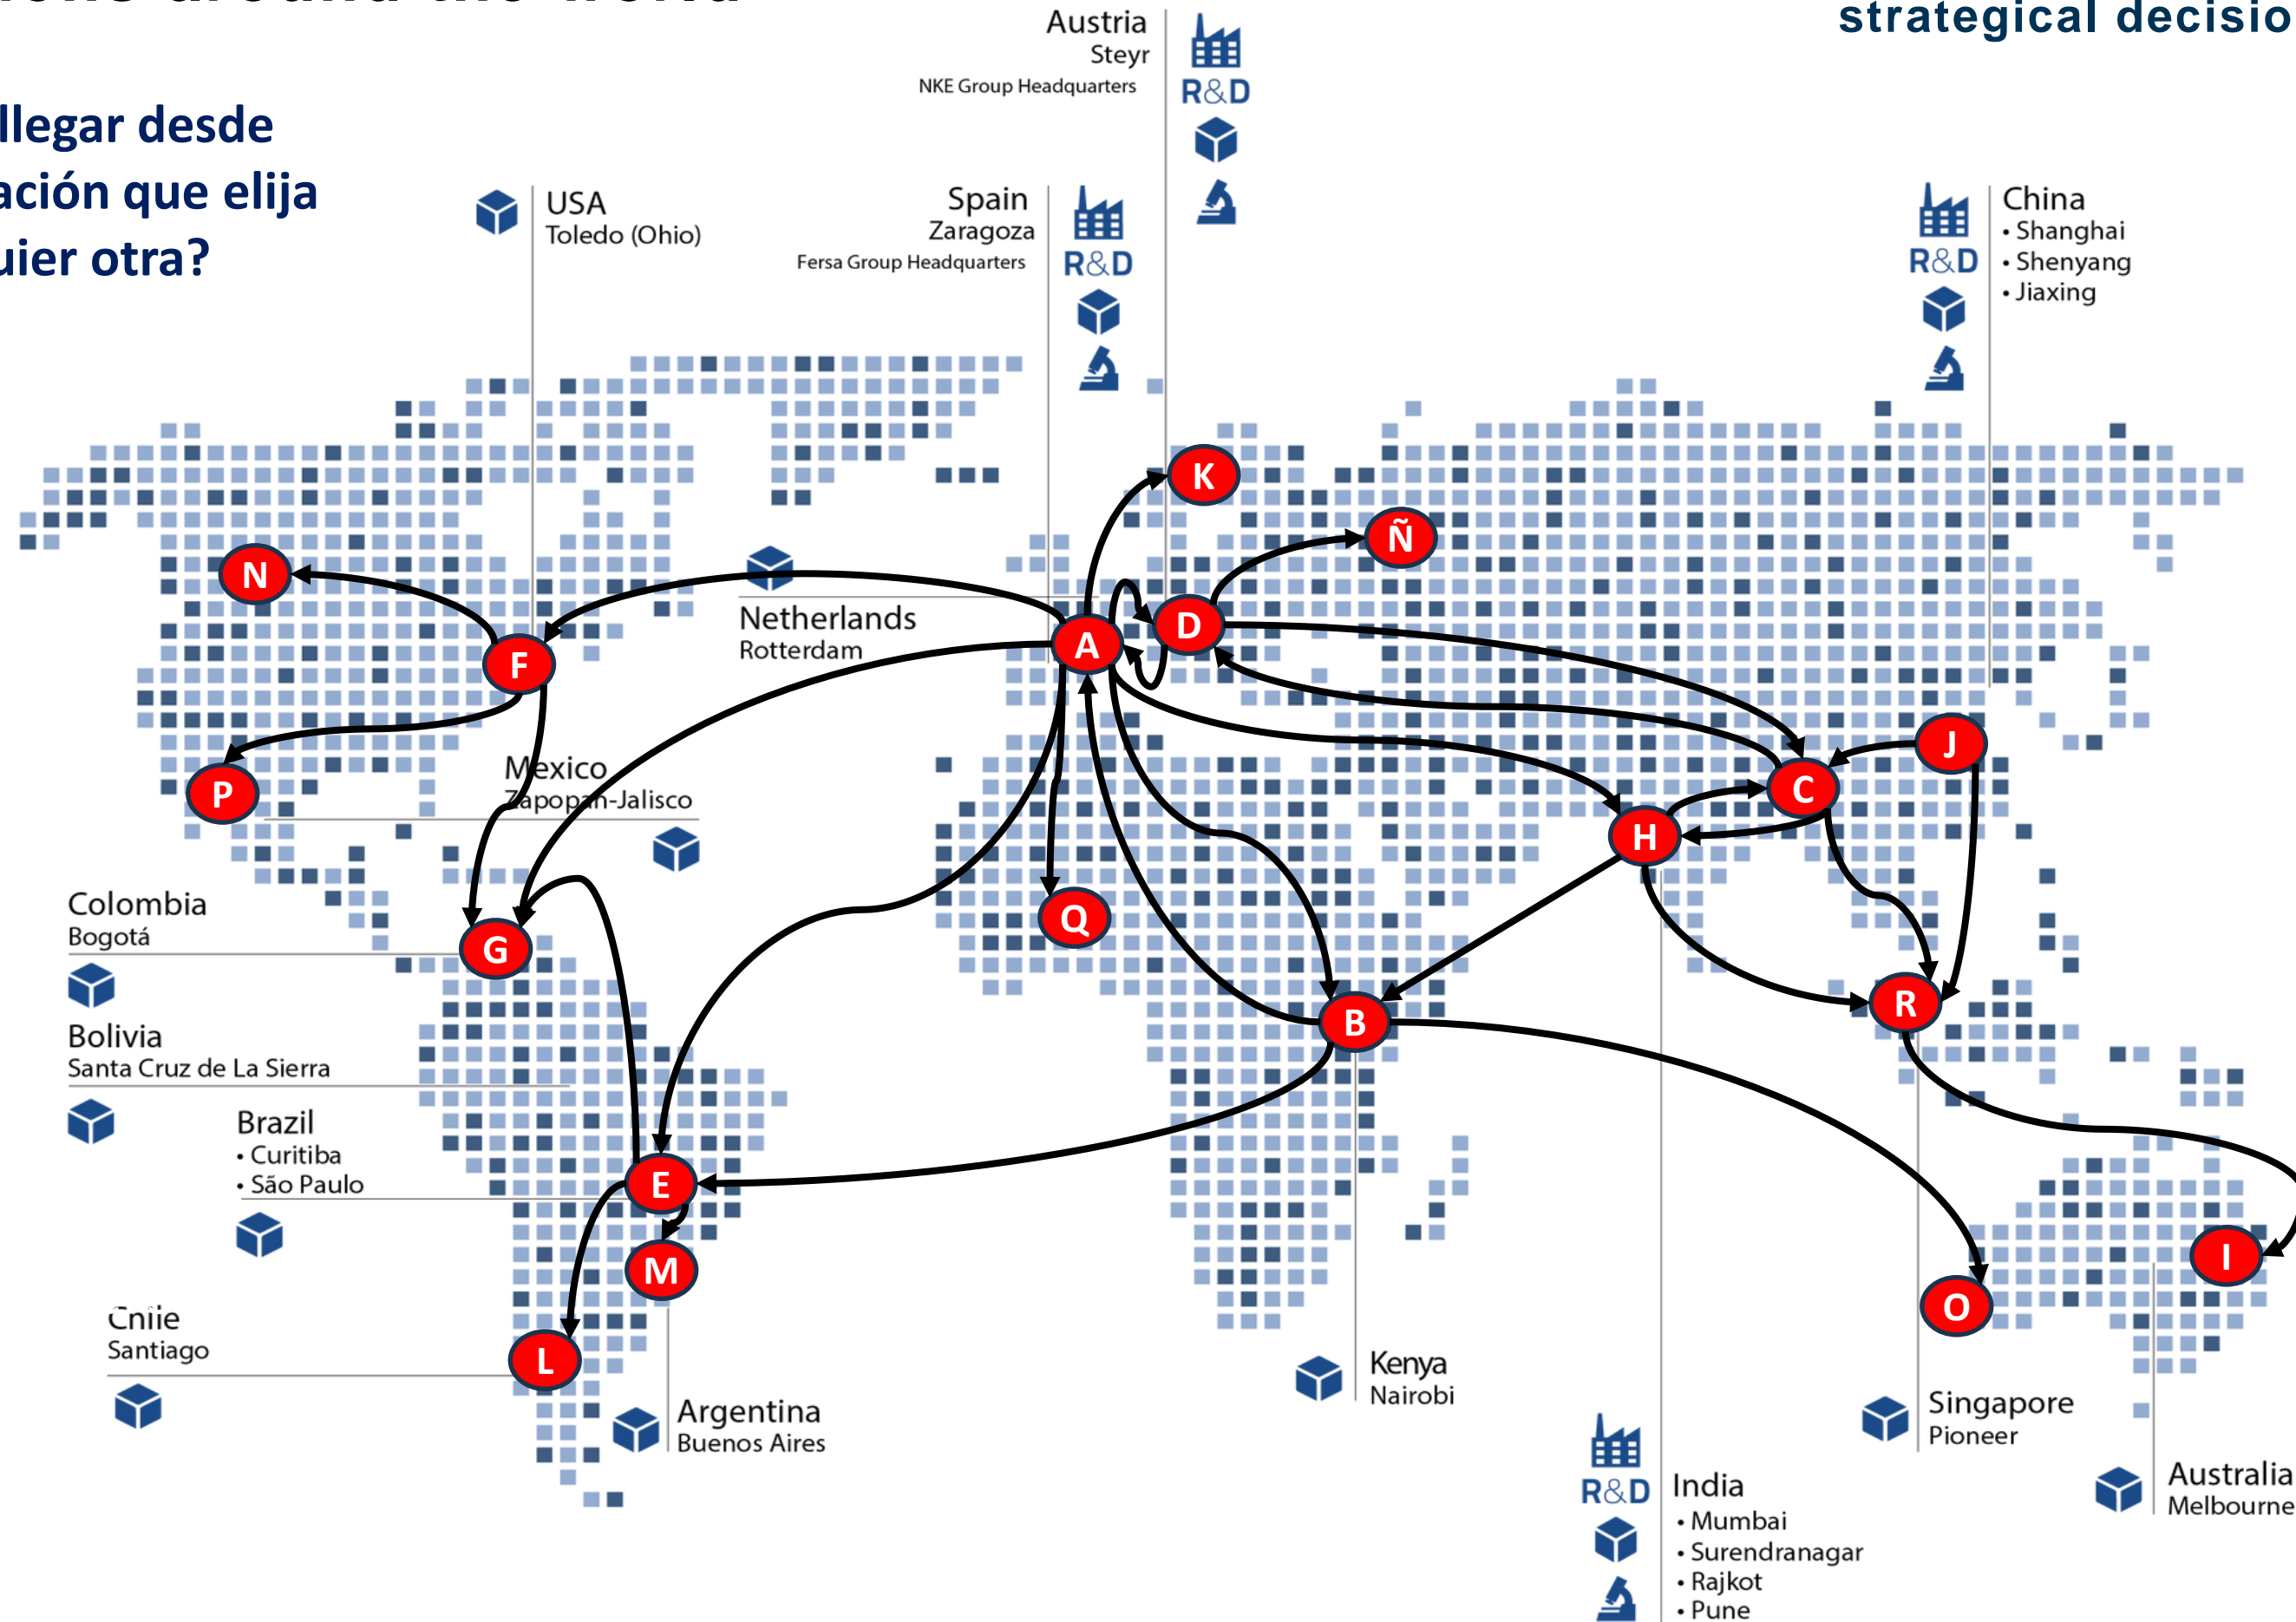 around the world
strategical decisio
llegar desde
ación que elija
uier otra?
Austria
Steyr
NKE Group Headquarters
R&D
USA
Toledo (Ohio)
Spain
Zaragoza
Fersa Group Headquarters
R&D
China
• Shanghai
• Shenyang
• Jiaxing
R&D
K
Ñ
N
Netherlands
Rotterdam
D
A
F
J
Mexico
Zapopan-Jalisco
P
C
H
Colombia
Bogotá
G
Q
R
B
Bolivia
Santa Cruz de La Sierra
Brazil
• Curitiba
• São Paulo
E
M
I
O
Santiago
L
Kenya
Nairobi
Argentina
Buenos Aires
Singapore
Pioneer
R&D
India
• Mumbai
• Surendranagar
• Rajkot
• Pune
Australia
Melbourne